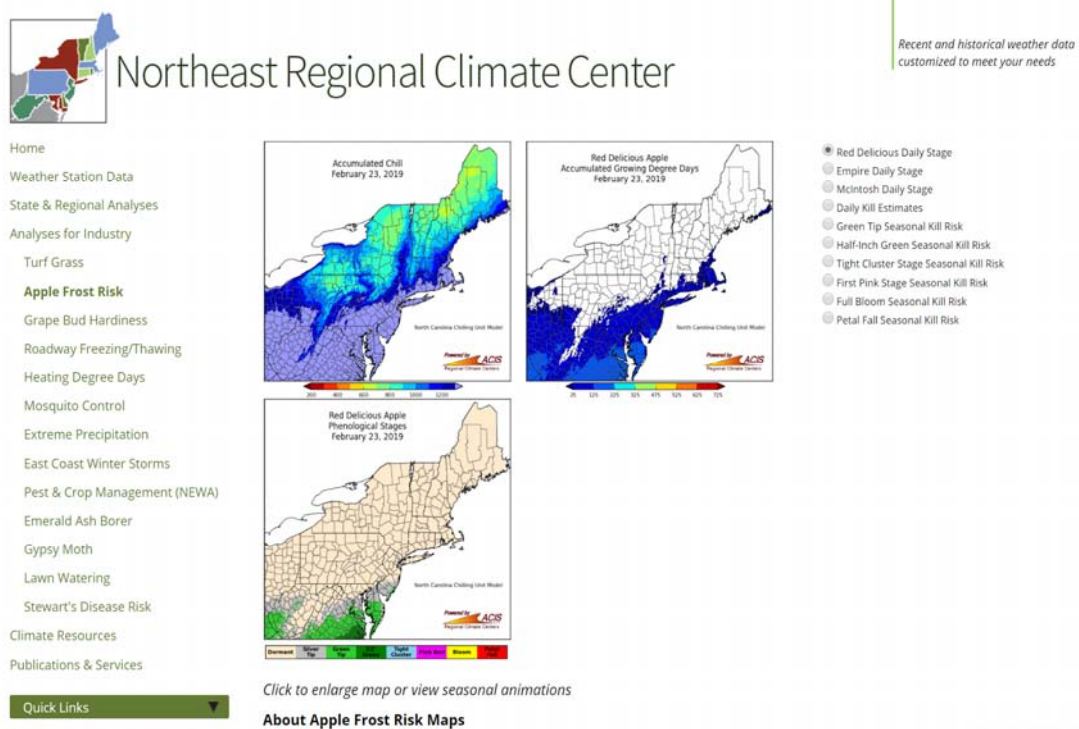 Northeast Regional Climate Center
Recent and historical weather data
customized to meet your needs
Home
Weather Station Data
State & Regional Analyses
Analyses for Industry
Turf Grass
Apple Frost Risk
Grape Bud Hardiness
Roadway Freezing/Thawing
Heating Degree Days
Mosquito Control
Extreme Precipitation
East Coast Winter Storms
Pest & Crop Management (NEWA)
Emerald Ash Borer
Gypsy Moth
Lawn Watering
Stewart's Disease Risk
Climate Resources
Publications & Services
Quick Links
Accumulated Chill
February 23, 2019
North Carolina Chilling Unit Model
Powered by ACIS
Regional Climate Centers
200 400 600 800 1000 1200
Red Delicious Apple
Accumulated Growing Degree Days
February 23, 2019
North Carolina Chilling Unit Model
Powered by ACIS
Regional Climate Centers
25 125 225 325 475 525 625 725
Red Delicious Apple
Phenological Stages
February 23, 2019
North Carolina Chilling Unit Model
Powered by ACIS
Regional Climate Centers
Dormant Silver Tip Green Tip Tight Cluster Bloom
Red Delicious Daily Stage
Empire Daily Stage
McIntosh Daily Stage
Daily Kill Estimates
Green Tip Seasonal Kill Risk
Half-Inch Green Seasonal Kill Risk
Tight Cluster Stage Seasonal Kill Risk
First Pink Stage Seasonal Kill Risk
Full Bloom Seasonal Kill Risk
Petal Fall Seasonal Kill Risk
Click to enlarge map or view seasonal animations
About Apple Frost Risk Maps